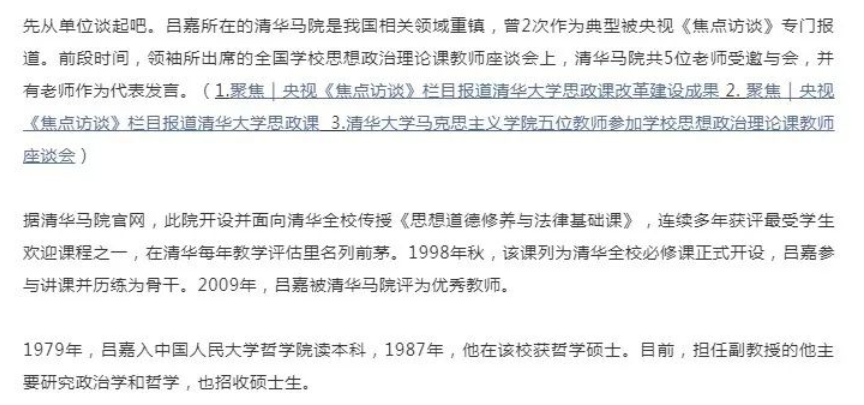 先从单位谈起吧。吕嘉所在的清华马院是我国相关领域重镇，曾2次作为典型被央视《焦点访谈》专门报
道。前段时间，领袖所出席的全国学校思想政治理论课教师座谈会上，清华马院共5位老师受邀与会，并
有老师作为代表发言。（1.聚焦｜央视《焦点访谈》栏目报道清华大学思政课改革建设成果 2. 聚焦｜央视
《焦点访谈》栏目报道清华大学思政课 3.清华大学马克思主义学院五位教师参加学校思想政治理论课教师
座谈会）
据清华马院官网，此院开设并面向清华全校传授《思想道德修养与法律基础课》，连续多年获评最受学生
欢迎课程之一，在清华每年教学评估里名列前茅。1998年秋，该课列为清华全校必修课正式开设，吕嘉参
与讲课并历练为骨干。2009年，吕嘉被清华马院评为优秀教师。
1979年，吕嘉入中国人民大学哲学院读本科，1987年，他在该校获哲学硕士。目前，担任副教授的他主
要研究政治学和哲学，也招收硕士生。